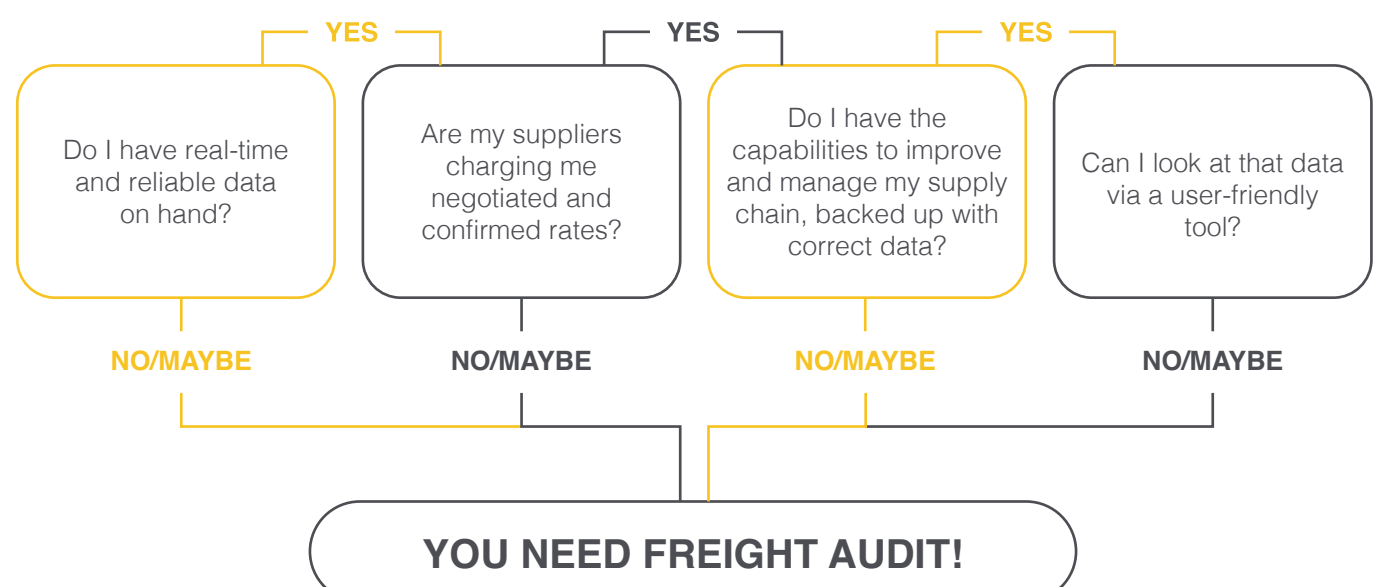 YES
YES
YES
Do I have real-time
and reliable data
on hand?
Are my suppliers
charging me
negotiated and
confirmed rates?
Do I have the
capabilities to improve
and manage my supply
chain, backed up with
correct data?
Can I look at that data
via a user-friendly
tool?
NO/MAYBE
NO/MAYBE
NO/MAYBE
NO/MAYBE
YOU NEED FREIGHT AUDIT!